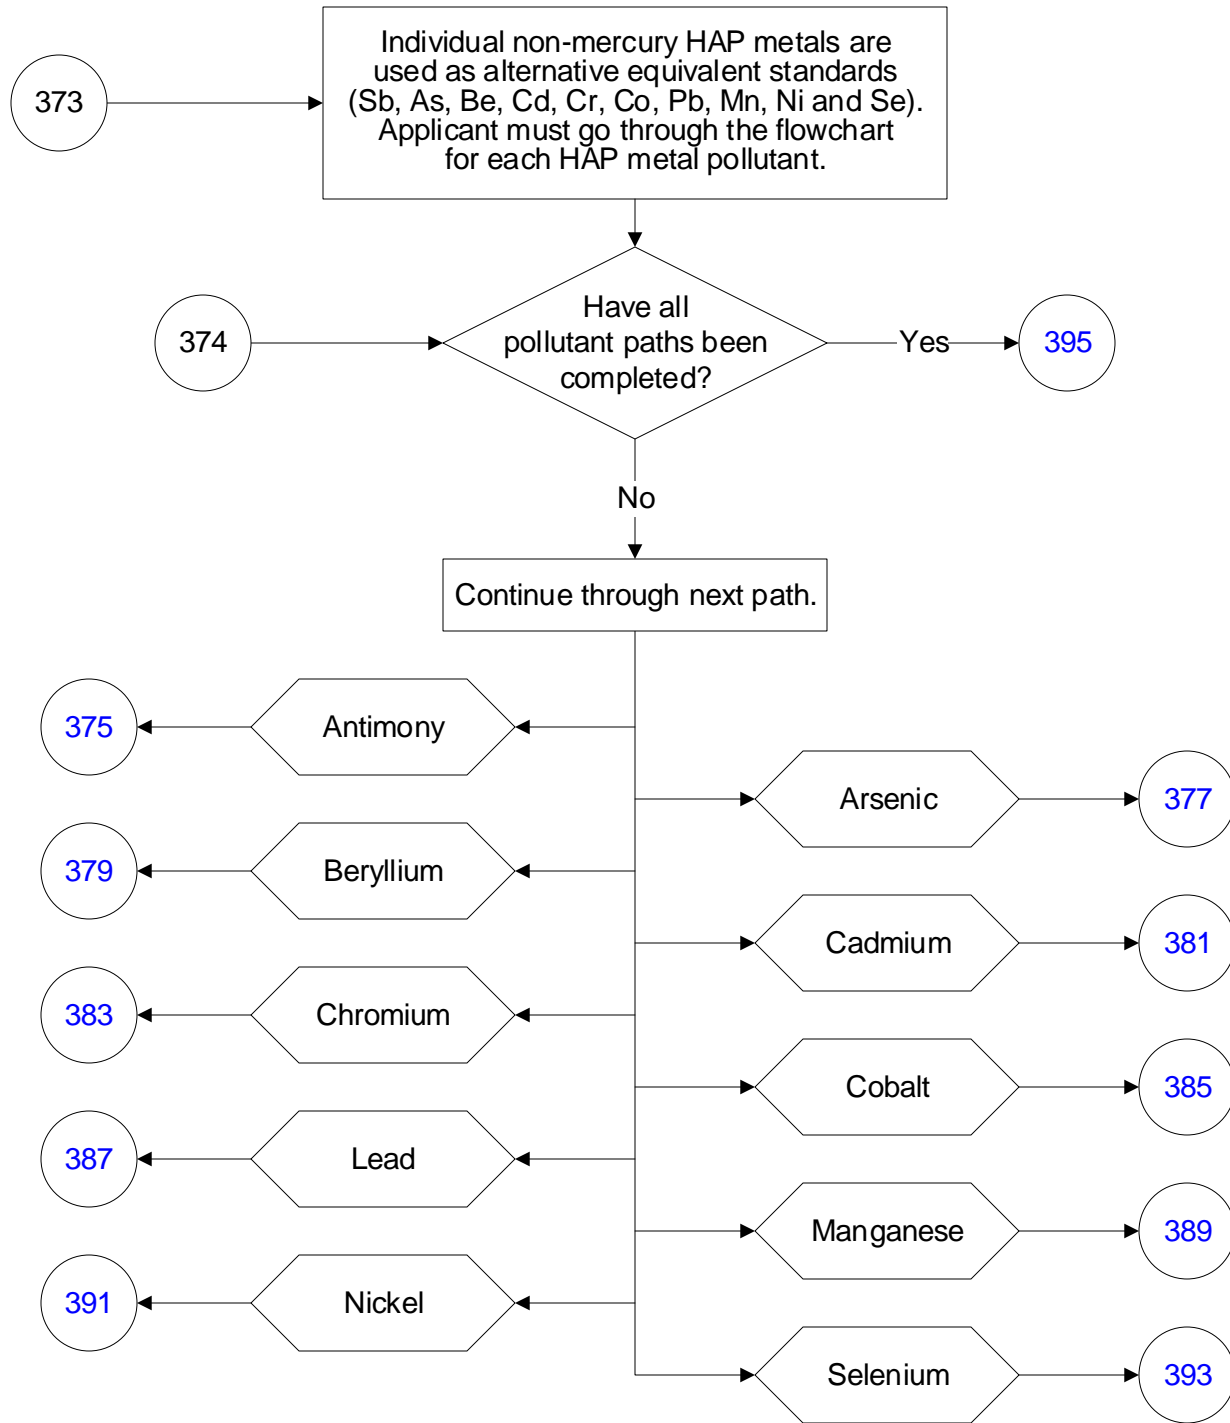 Individual non-mercury HAP metals are
used as alternative equivalent standards
(Sb, As, Be, Cd, Cr, Co, Pb, Mn, Ni and Se).
Applicant must go through the flowchart
for each HAP metal pollutant.
373
Have all
pollutant paths been
completed?
374
Yes
395
No
Continue through next path.
375
Antimony
Arsenic
377
379
Beryllium
Cadmium
381
383
Chromium
Cobalt
385
387
Lead
Manganese
389
391
Nickel
Selenium
393